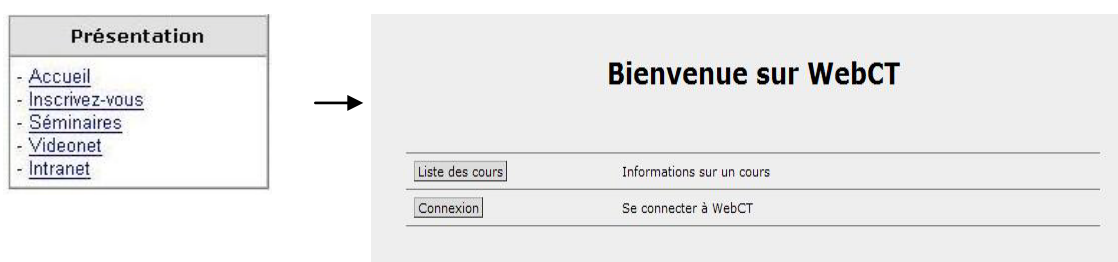 Présentation
- Accueil
- Inscrivez-vous
- Séminaires
- Videonet
- Intranet
Bienvenue sur WebCT
Liste des cours Informations sur un cours
Connexion Se connecter à WebCT